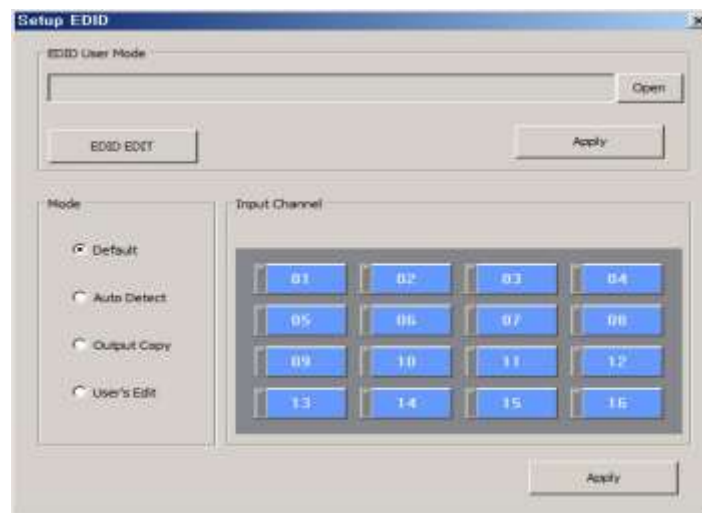 Setup EDID
EDID User Mode
Open
EDID EDIT
Apply
Mode
Default
Auto Detect
Output Copy
User's Edit
Input Channel
01 02 03 04
05 06 07 08
09 10 11 12
13 14 15 16
Apply